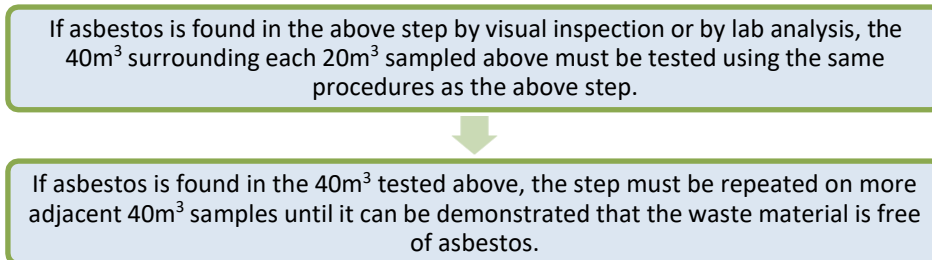 If asbestos is found in the above step by visual inspection or by lab analysis, the
40m³ surrounding each 20m³ sampled above must be tested using the same
procedures as the above step.
If asbestos is found in the 40m³ tested above, the step must be repeated on more
adjacent 40m³ samples until it can be demonstrated that the waste material is free
of asbestos.